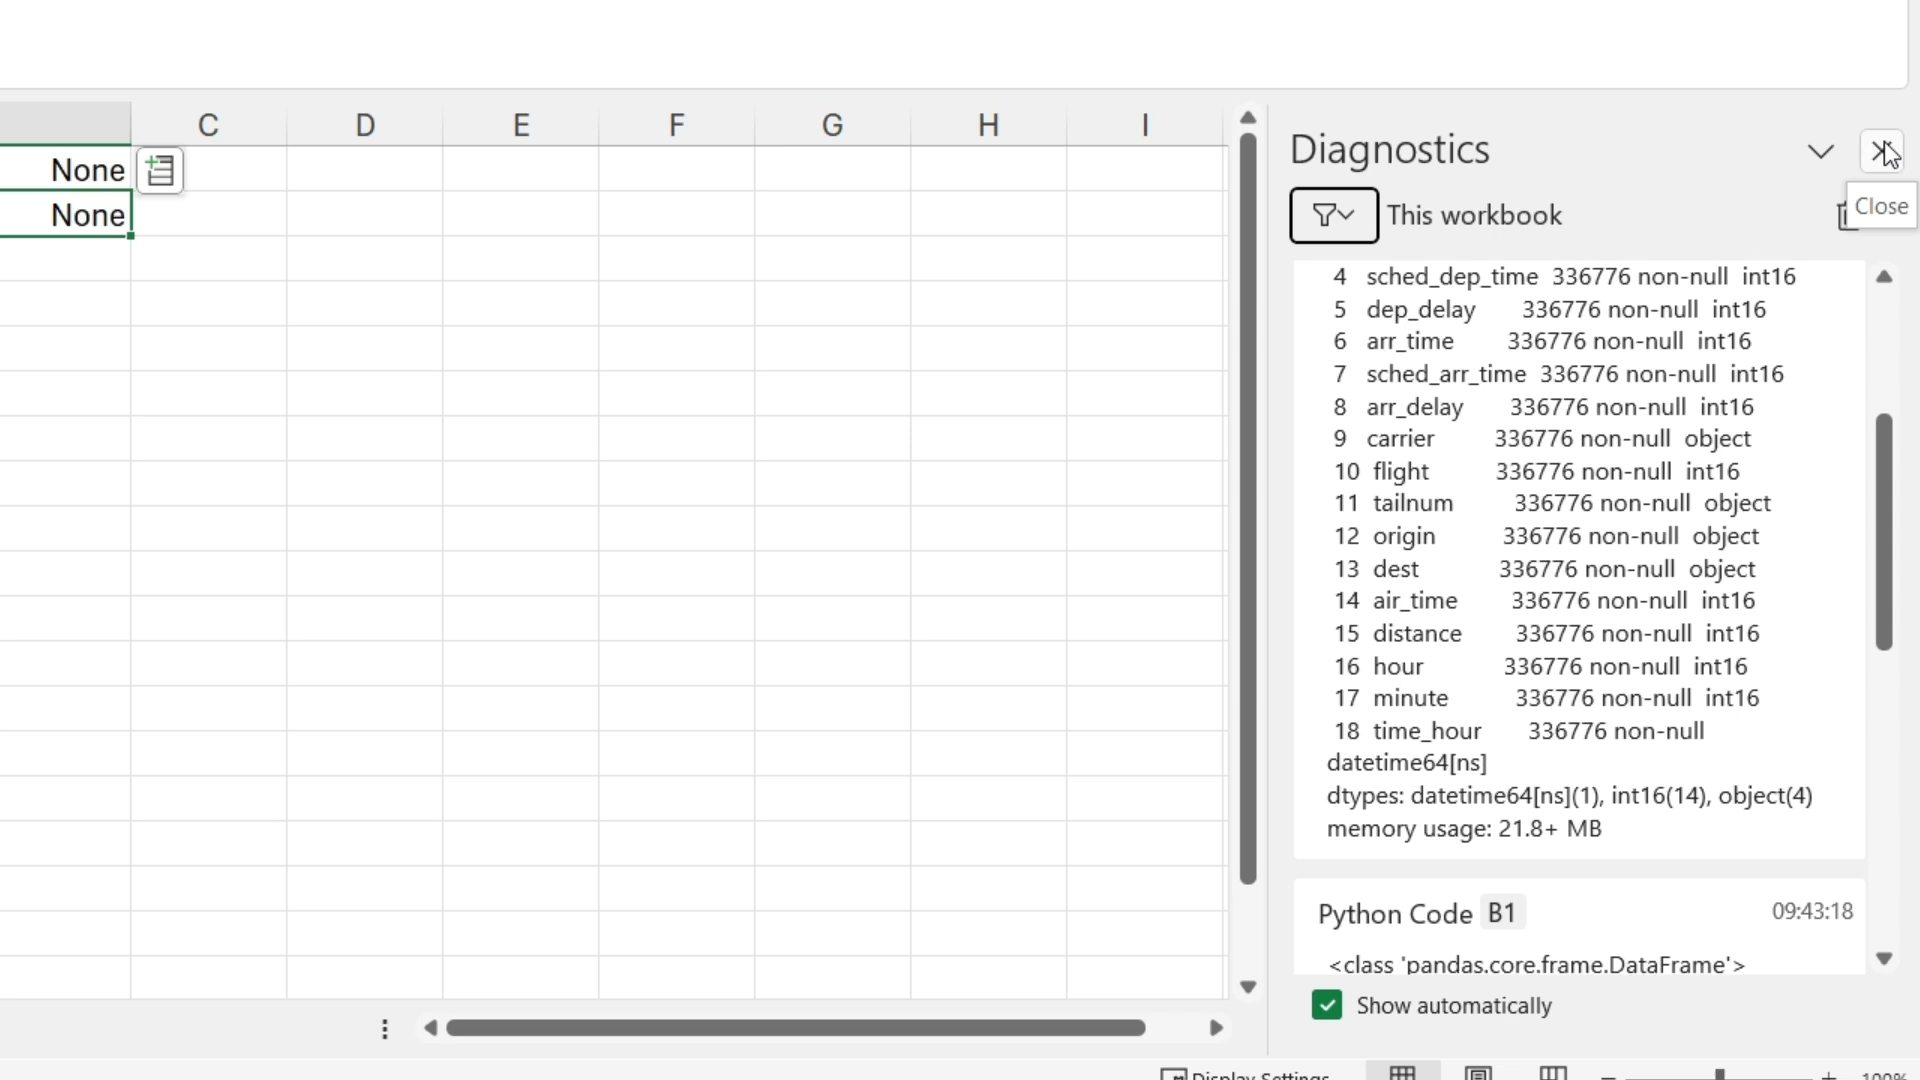 C D E F G H I
None
None
Diagnostics
This workbook
Close
4 sched_dep_time 336776 non-null int16
5 dep_delay 336776 non-null int16
6 arr_time 336776 non-null int16
7 sched_arr_time 336776 non-null int16
8 arr_delay 336776 non-null int16
9 carrier 336776 non-null object
10 flight 336776 non-null int16
11 tailnum 336776 non-null object
12 origin 336776 non-null object
13 dest 336776 non-null object
14 air_time 336776 non-null int16
15 distance 336776 non-null int16
16 hour 336776 non-null int16
17 minute 336776 non-null int16
18 time_hour 336776 non-null
datetime64[ns]
dtypes: datetime64[ns](1), int16(14), object(4)
memory usage: 21.8+ MB
Python Code B1 09:43:18
<class 'pandas.core.frame.DataFrame'>
Show automatically
Display Settings 100%